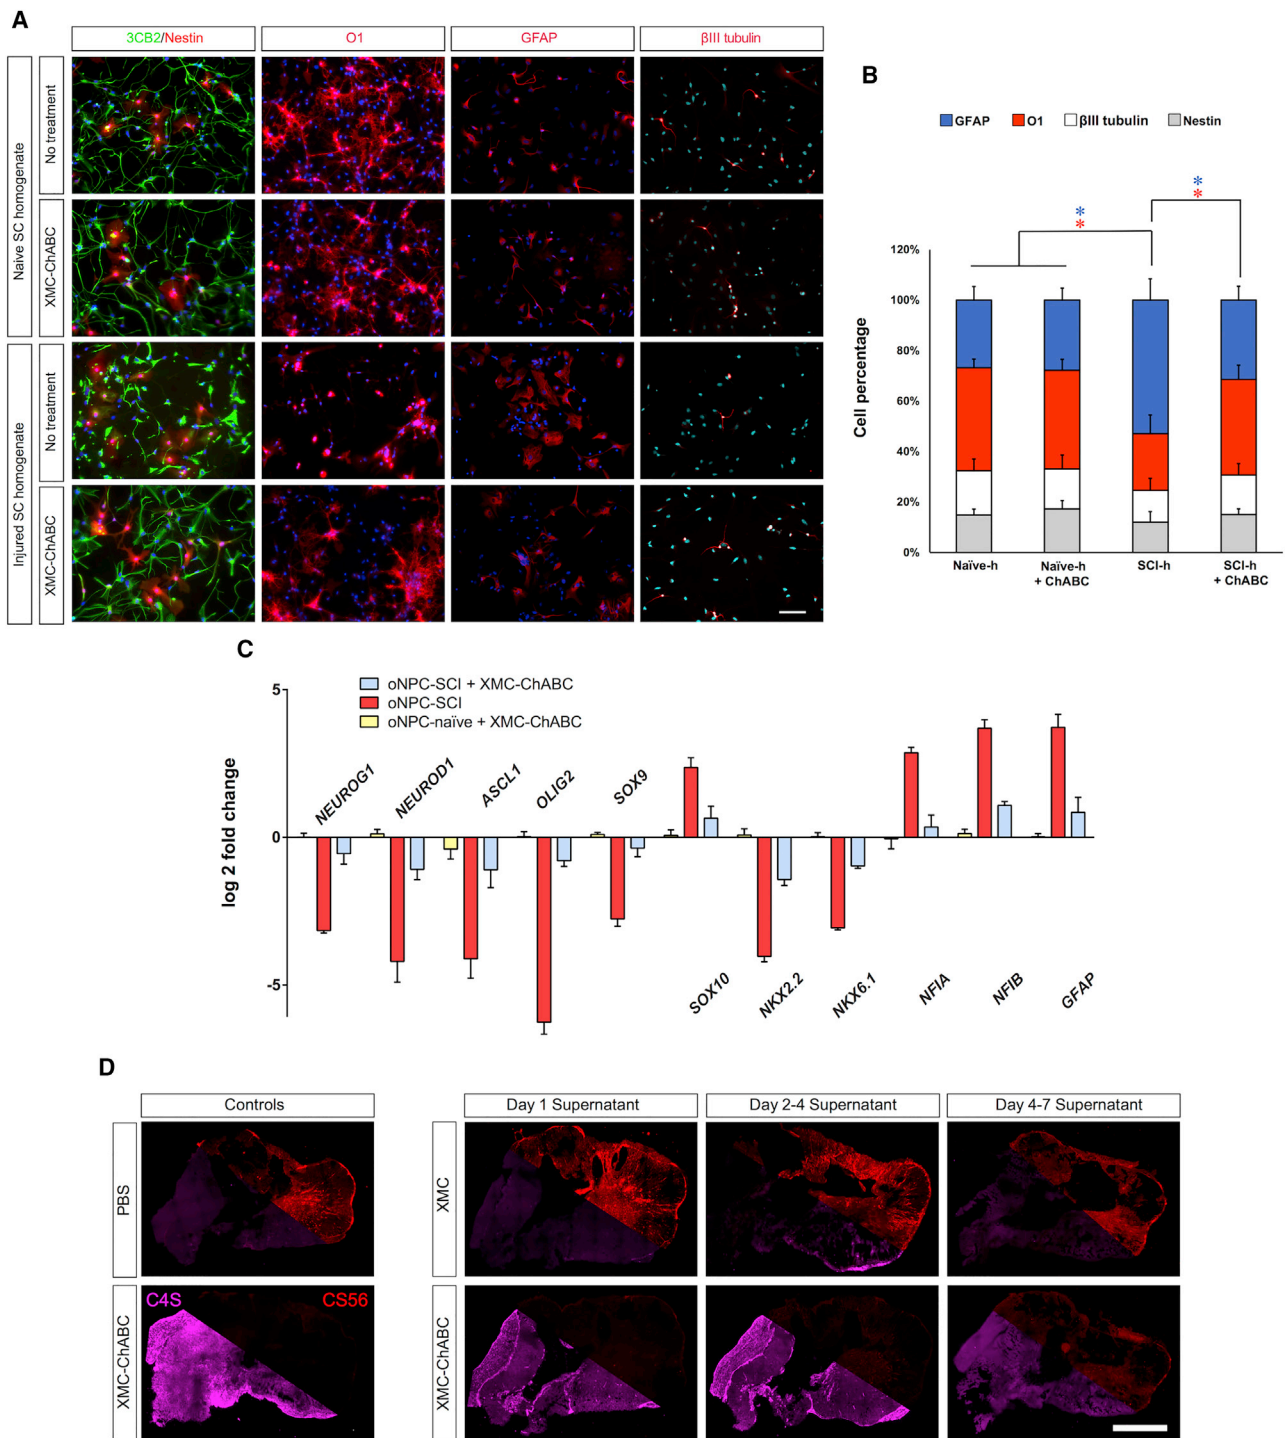 A
3CB2/Nestin
O1
GFAP
βIII tubulin
Naive SC homogenate
No treatment
XMC-ChABC
Injured SC homogenate
No treatment
XMC-ChABC
B
GFAP
O1
βIII tubulin
Nestin
*
*
*
*
Cell percentage
120%
100%
80%
60%
40%
20%
0%
Naïve-h
Naïve-h
+ ChABC
SCI-h
SCI-h
+ ChABC
C
oNPC-SCI + XMC-ChABC
oNPC-SCI
oNPC-naïve + XMC-ChABC
log 2 fold change
5
0
-5
NEUROG1
NEUROD1
ASCL1
OLIG2
SOX9
SOX10
NKX2.2
NKX6.1
NFIA
NFIB
GFAP
D
Controls
Day 1 Supernatant
Day 2-4 Supernatant
Day 4-7 Supernatant
PBS
XMC
XMC-ChABC
C4S
CS56
XMC-ChABC